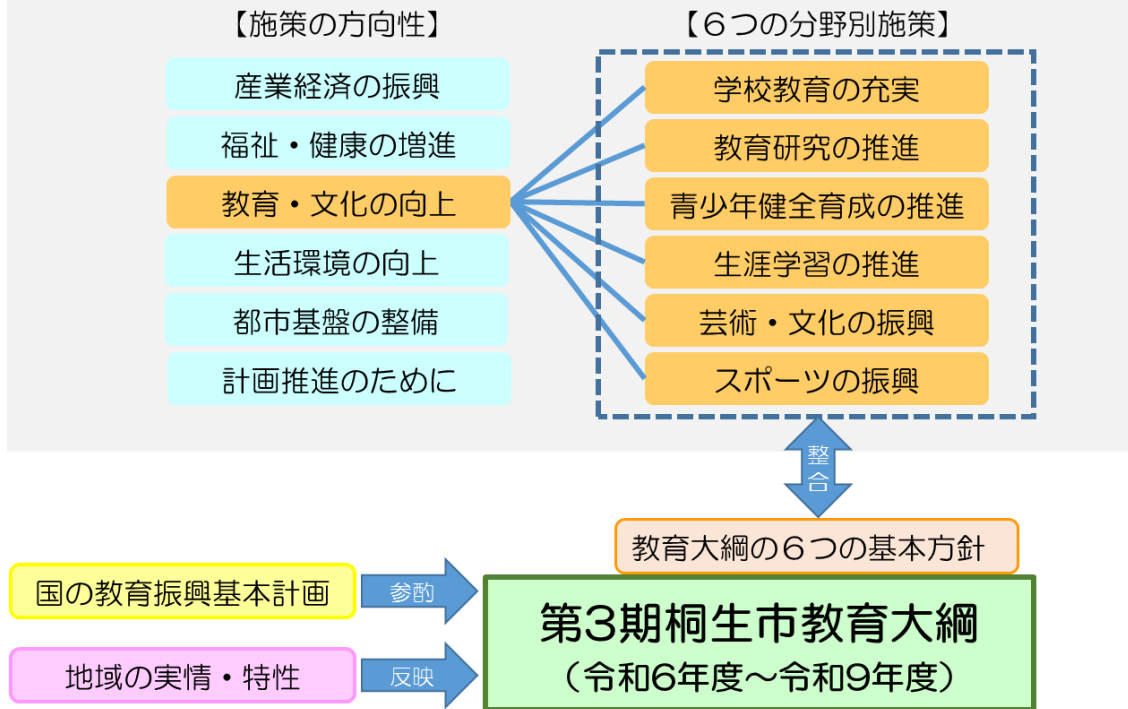 【施策の方向性】
産業経済の振興
福祉・健康の増進
教育・文化の向上
生活環境の向上
都市基盤の整備
計画推進のために
【６つの分野別施策】
学校教育の充実
教育研究の推進
青少年健全育成の推進
生涯学習の推進
芸術・文化の振興
スポーツの振興
整
合
教育大綱の６つの基本方針
国の教育振興基本計画
参酌
地域の実情・特性
反映
第3期桐生市教育大綱
（令和6年度～令和9年度）